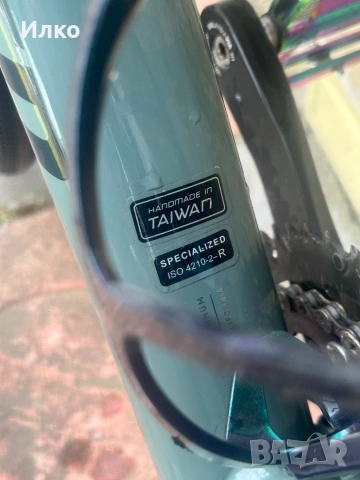 Илко
HANDMADE IN
TAIWAN
SPECIALIZED
ISO 4210-2-R
BAZAR